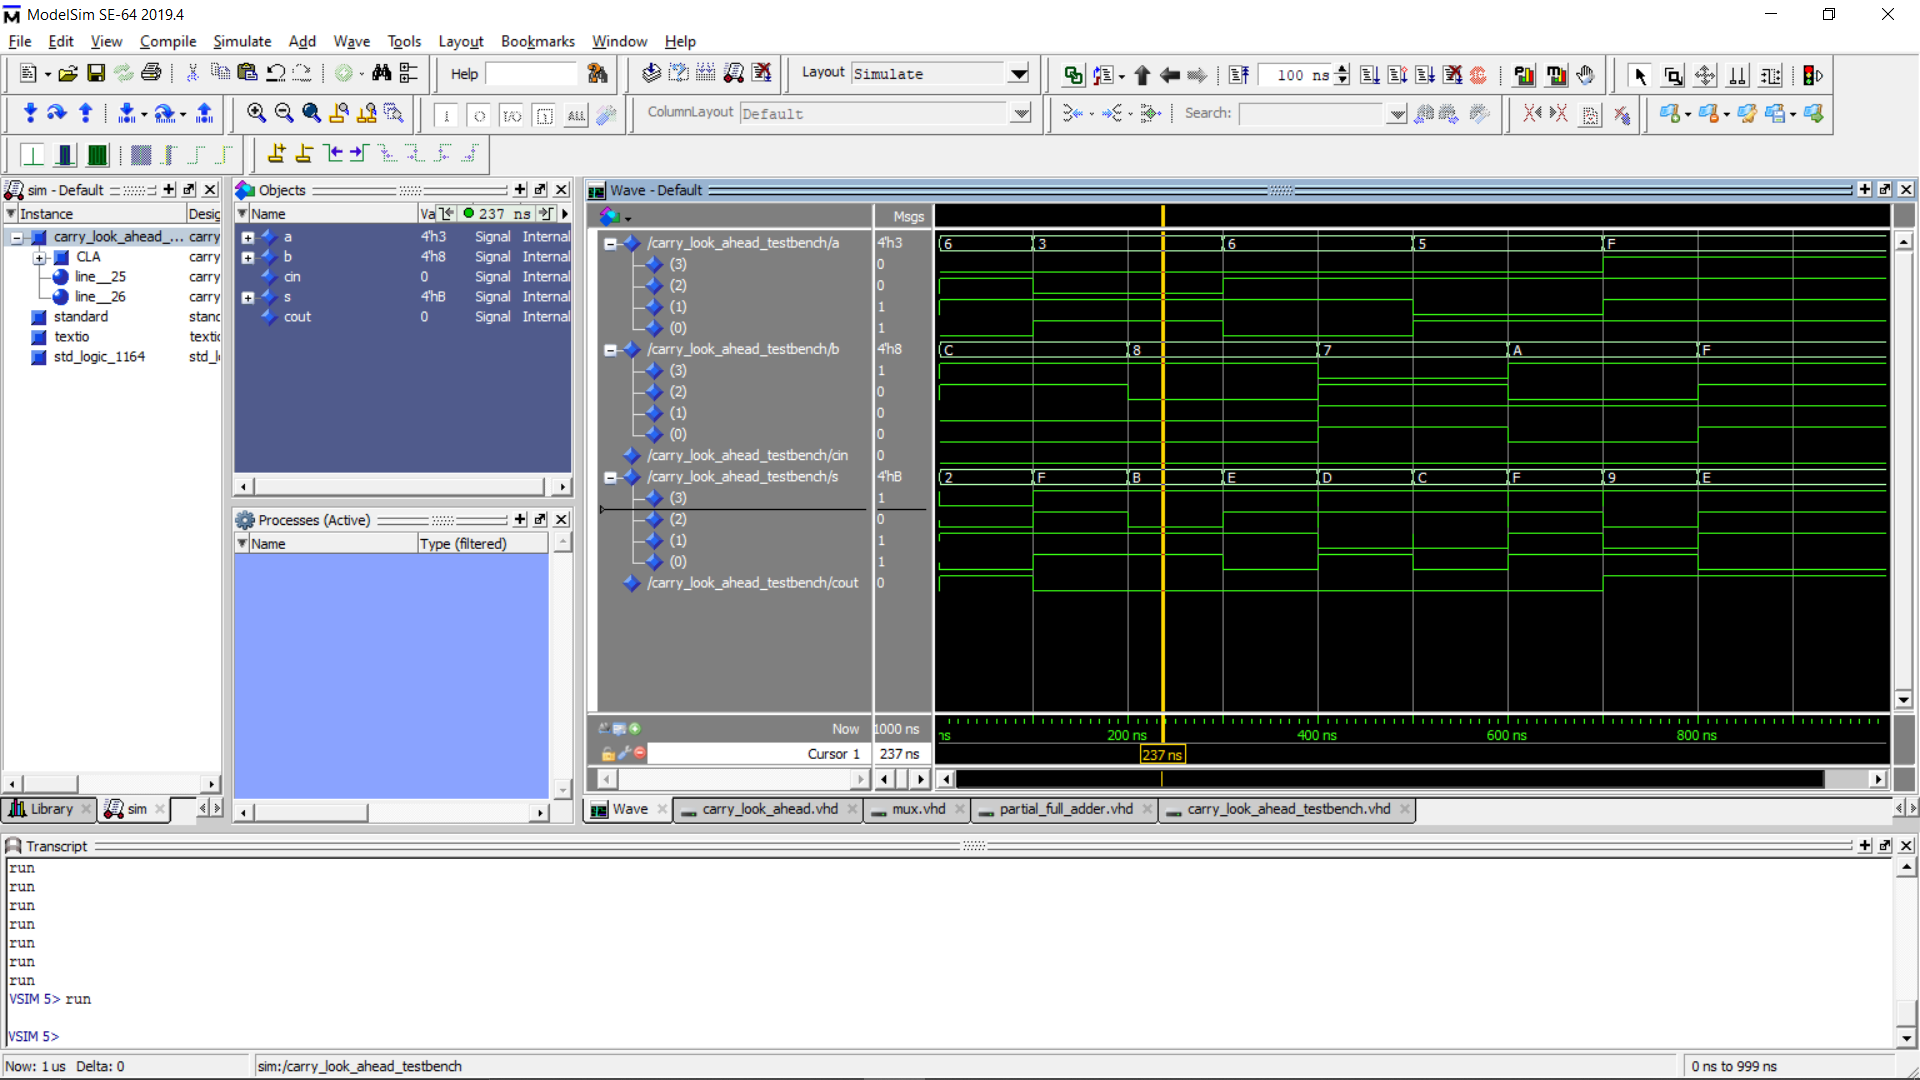 ModelSim SE-64 2019.4
File Edit View Compile Simulate Add Wave Tools Layout Bookmarks Window Help
Help
Layout Simulate
100 ns
ColumnLayout Default
Search:
sim - Default
Instance Desig
carry_look_ahead_... carry
CLA carry
line__25 carry
line__26 carry
standard stand
textio textio
std_logic_1164 std_l
Library sim
Objects
Name Va 237 ns
a 4'h3 Signal Internal
b 4'h8 Signal Internal
cin 0 Signal Internal
s 4'hB Signal Internal
cout 0 Signal Internal
Processes (Active)
Name Type (filtered)
Wave - Default
Msgs
/carry_look_ahead_testbench/a 4'h3 6 3 6 5 F
(3) 0
(2) 0
(1) 1
(0) 1
/carry_look_ahead_testbench/b 4'h8 C 8 7 A F
(3) 1
(2) 0
(1) 0
(0) 0
/carry_look_ahead_testbench/cin 0
/carry_look_ahead_testbench/s 4'hB 2 F B E D C F 9 E
(3) 1
(2) 0
(1) 1
(0) 1
/carry_look_ahead_testbench/cout 0
Now 1000 ns ns 200 ns 400 ns 600 ns 800 ns
Cursor 1 237 ns 237 ns
Wave carry_look_ahead.vhd mux.vhd partial_full_adder.vhd carry_look_ahead_testbench.vhd
Transcript
run
run
run
run
run
run
run
VSIM 5> run
VSIM 5>
Now: 1 us Delta: 0 sim:/carry_look_ahead_testbench 0 ns to 999 ns